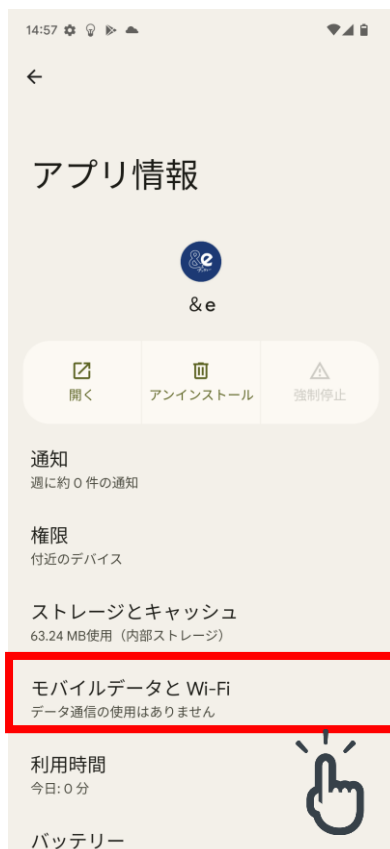 14:57
アプリ情報
&e
&e
開く
アンインストール
強制停止
通知
週に約 0 件の通知
権限
付近のデバイス
ストレージとキャッシュ
63.24 MB使用（内部ストレージ）
モバイルデータと Wi-Fi
データ通信の使用はありません
利用時間
今日: 0 分
バッテリー